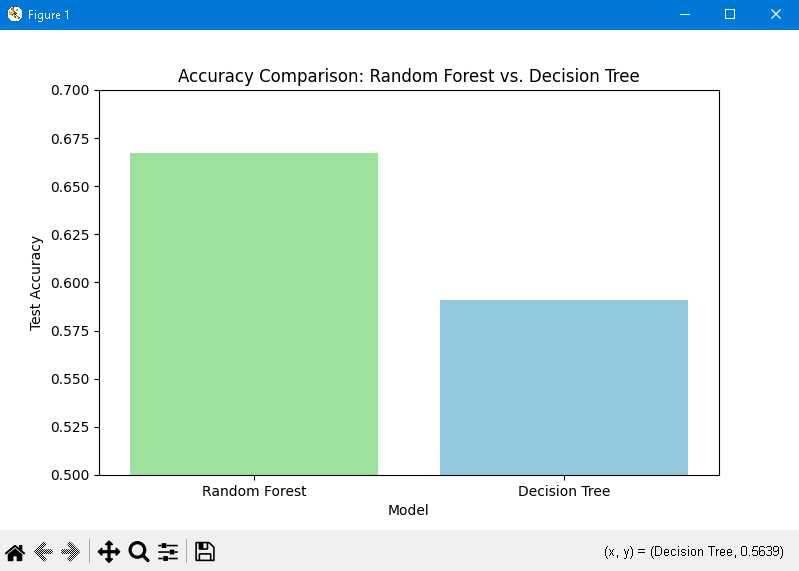 Figure 1
Accuracy Comparison: Random Forest vs. Decision Tree
0.700
0.675
0.650
0.625
0.600
0.575
0.550
0.525
0.500
Test Accuracy
Random Forest
Decision Tree
Model
(x, y) = (Decision Tree, 0.5639)